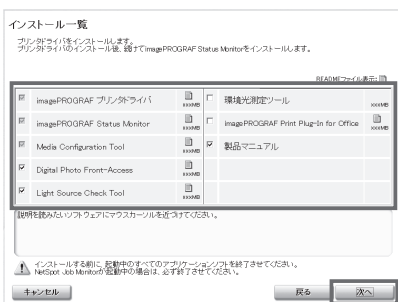 インストール一覧
プリンタドライバをインストールします。
プリンタドライバのインストール後、続けてimagePROGRAF Status Monitorをインストールします。
READMEファイル表示:
imagePROGRAF プリンタドライバ xxxMB
環境光測定ツール xxxMB
imagePROGRAF Status Monitor xxxMB
imagePROGRAF Print Plug-In for Office xxxMB
Media Configuration Tool xxxMB
製品マニュアル
Digital Photo Front-Access xxxMB
Light Source Check Tool xxxMB
説明を読みたいソフトウェアにマウスカーソルを近づけてください。
インストールする前に、起動中のすべてのアプリケーションソフトを終了させてください。
NetSpot Job Monitorが起動中の場合は、必ず終了させてください。
キャンセル
戻る
次へ